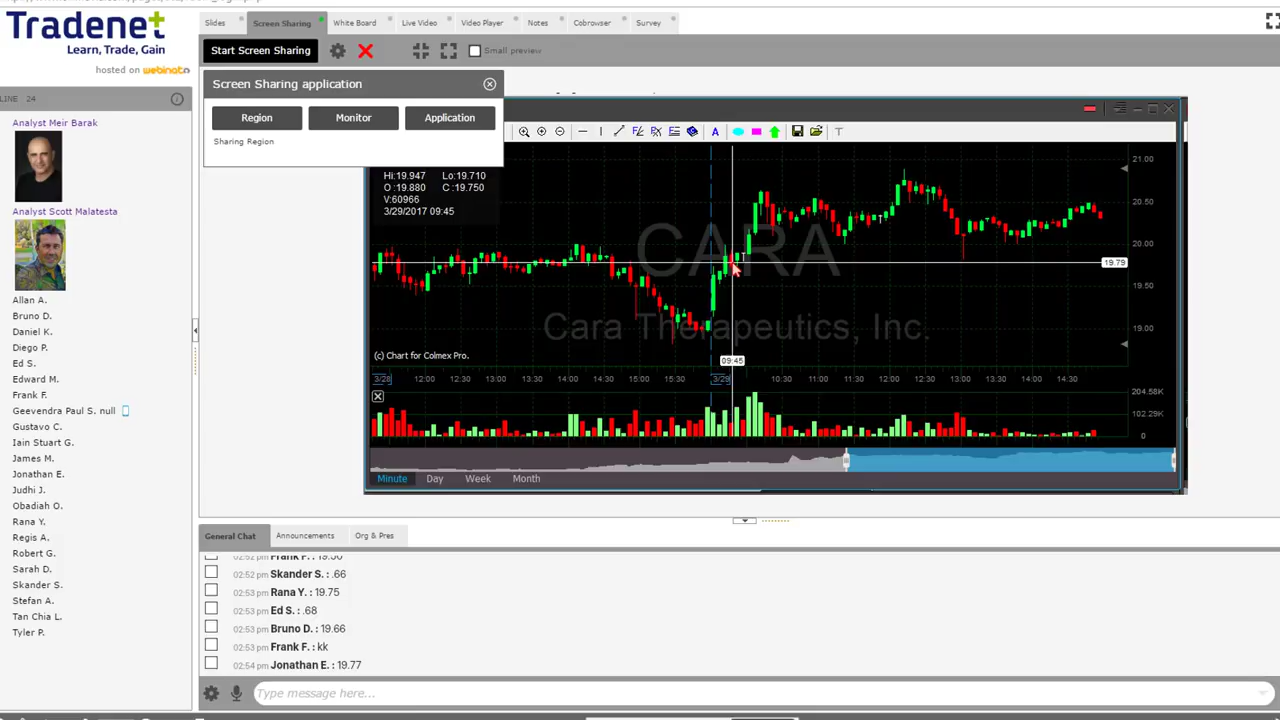 Tradenet
Learn, Trade, Gain
hosted on webinato
LINE 24
Analyst Meir Barak
Analyst Scott Malatesta
Allan A.
Bruno D.
Daniel K.
Diego P.
Ed S.
Edward M.
Frank F.
Geevendra Paul S. null
Gustavo C.
Iain Stuart G.
James M.
Jonathan E.
Judhi J.
Obadiah O.
Rana Y.
Regis A.
Robert G.
Sarah D.
Skander S.
Stefan A.
Tan Chia L.
Tyler P.
Slides
Screen Sharing
White Board
Live Video
Video Player
Notes
Cobrowser
Survey
Start Screen Sharing
Small preview
Screen Sharing application
Region Monitor Application
Sharing Region
A
T
Hi:19.947 Lo:19.710
O :19.880 C :19.750
V:60966
3/29/2017 09:45
CARA
Cara Therapeutics, Inc.
T
T
21.00
20.50
20.00
19.79
19.50
19.00
(c) Chart for Colmex Pro.
09:45
3/28 12:00 12:30 13:00 13:30 14:00 14:30 15:00 15:30 3/29 10:30 11:00 11:30 12:00 12:30 13:00 13:30 14:00 14:30
204.58K
102.29K
0
Minute Day Week Month
General Chat Announcements Org & Pres
02:52 pm Frank F. : 19.50
02:52 pm Skander S. : .66
02:53 pm Rana Y. : 19.75
02:53 pm Ed S. : .68
02:53 pm Bruno D. : 19.66
02:53 pm Frank F. : kk
02:54 pm Jonathan E. : 19.77
Type message here...